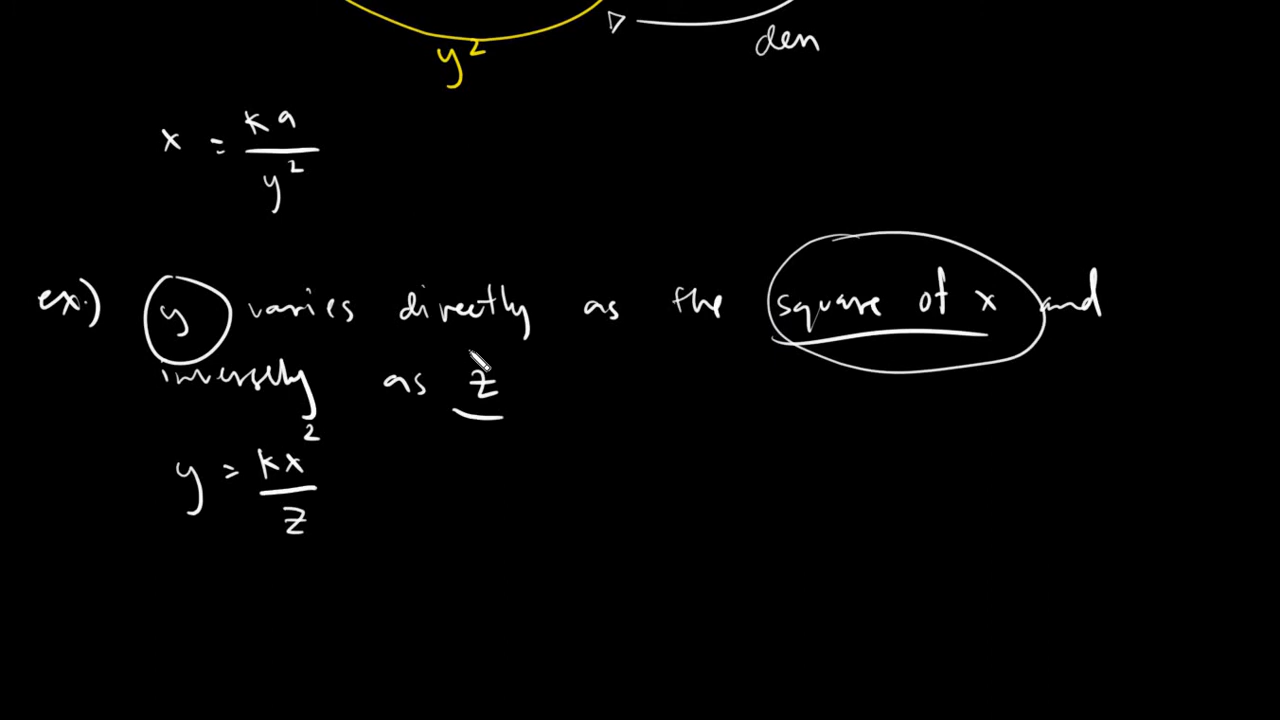 y² den
x = ka/y²
ex.) y varies directly as the square of x and
inversely as z
y = kx²/z